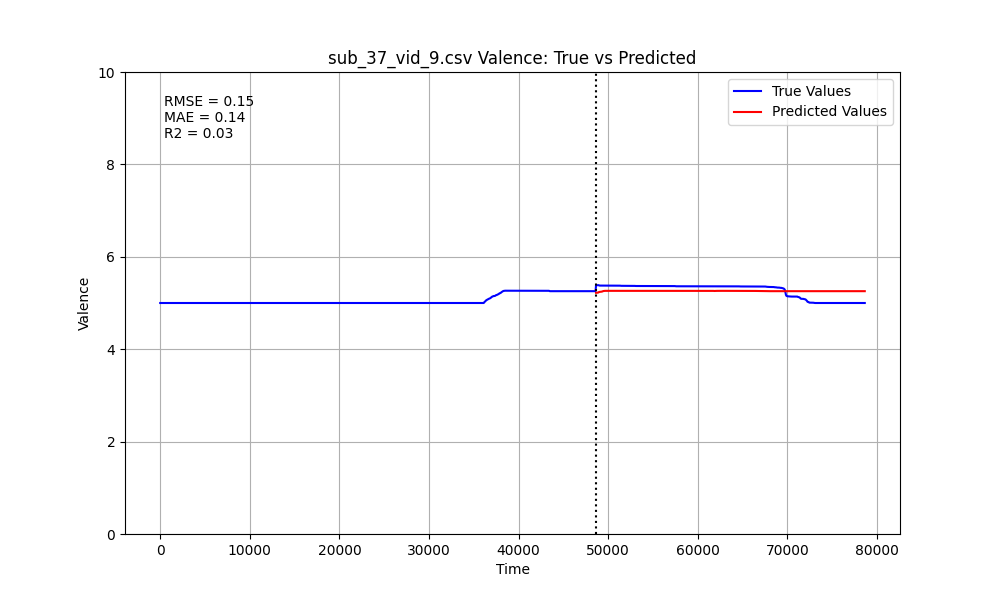 sub_37_vid_9.csv Valence: True vs Predicted
RMSE = 0.15
MAE = 0.14
R2 = 0.03
True Values
Predicted Values
Valence
10
8
6
4
2
0
0 10000 20000 30000 40000 50000 60000 70000 80000
Time